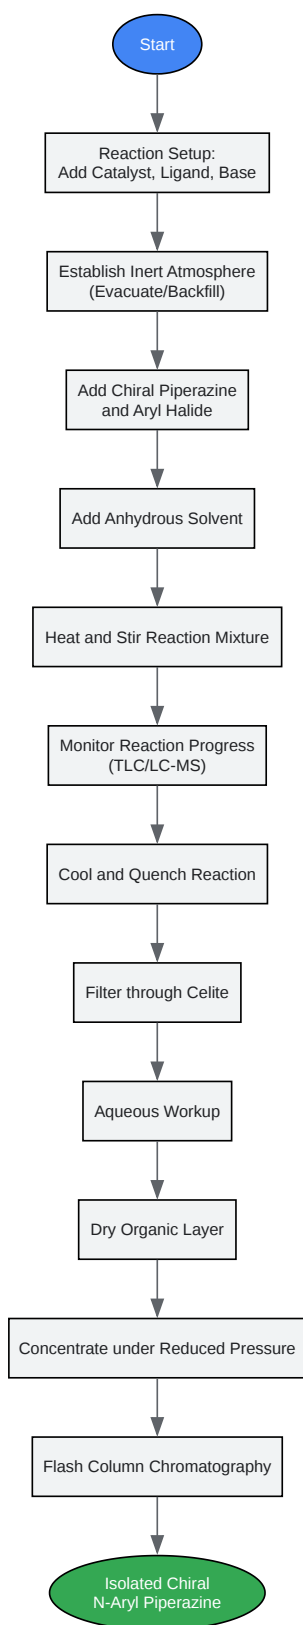 Start
Reaction Setup:
Add Catalyst, Ligand, Base
Establish Inert Atmosphere
(Evacuate/Backfill)
Add Chiral Piperazine
and Aryl Halide
Add Anhydrous Solvent
Heat and Stir Reaction Mixture
Monitor Reaction Progress
(TLC/LC-MS)
Cool and Quench Reaction
Filter through Celite
Aqueous Workup
Dry Organic Layer
Concentrate under Reduced Pressure
Flash Column Chromatography
Isolated Chiral
N-Aryl Piperazine